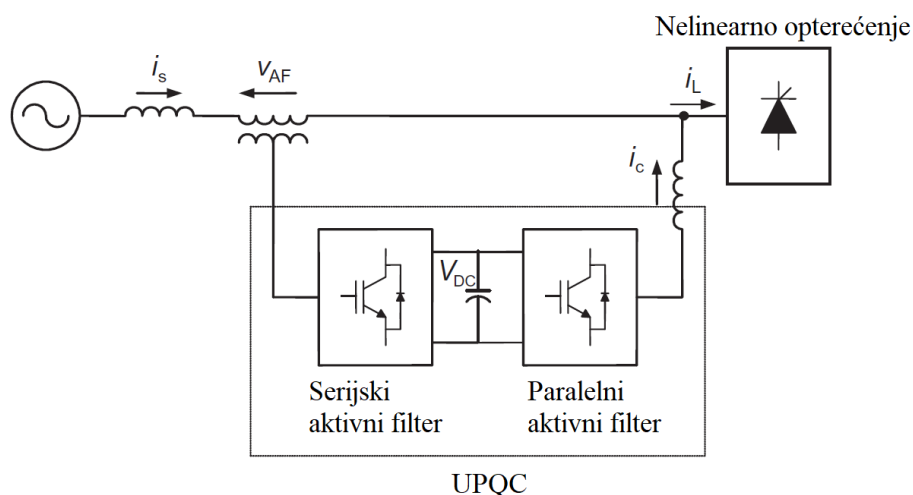 Nelinearno opterećenje
i_s
v_AF
i_L
i_c
V_DC
Serijski
aktivni filter
Paralelni
aktivni filter
UPQC